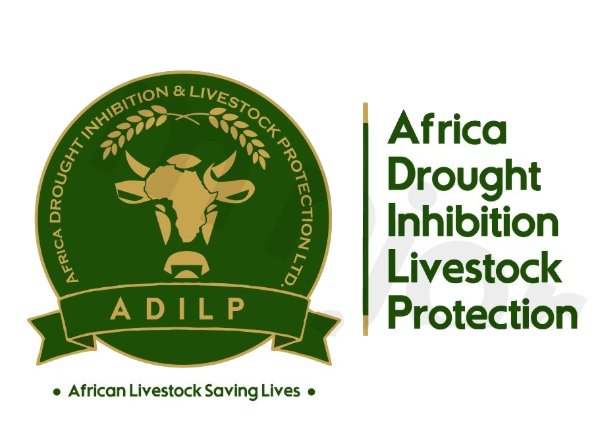 AFRICA DROUGHT INHIBITION & LIVESTOCK PROTECTION LTD.
ADILP
• African Livestock Saving Lives •
Africa
Drought
Inhibition
Livestock
Protection